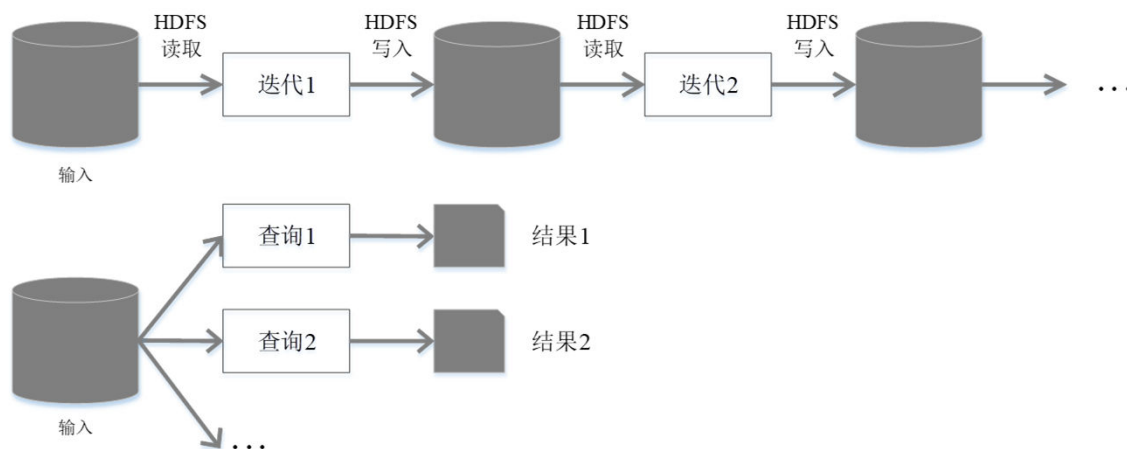 HDFS
读取
HDFS
写入
HDFS
读取
HDFS
写入
迭代1
迭代2
...
输入
查询1
结果1
查询2
结果2
输入
...